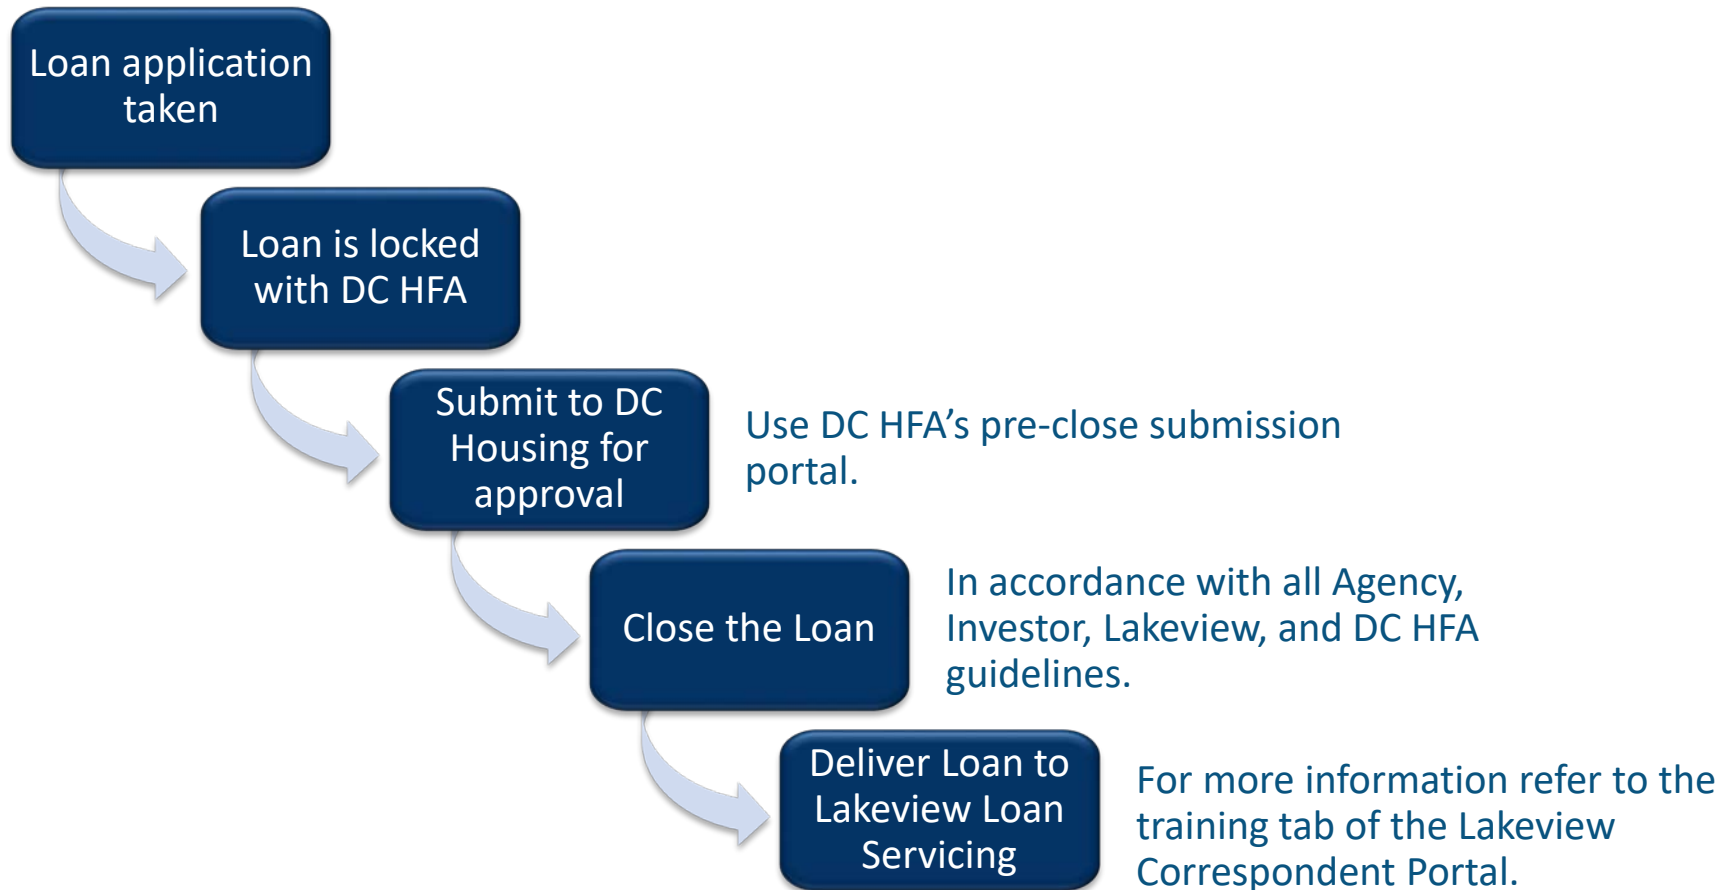 Loan application
taken
Loan is locked
with DC HFA
Submit to DC
Housing for
approval
Use DC HFA’s pre-close submission
portal.
Close the Loan
In accordance with all Agency,
Investor, Lakeview, and DC HFA
guidelines.
Deliver Loan to
Lakeview Loan
Servicing
For more information refer to the
training tab of the Lakeview
Correspondent Portal.